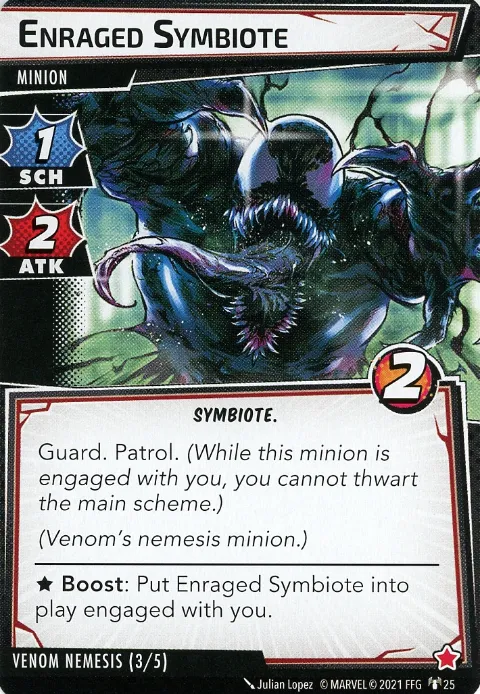 ENRAGED SYMBIOTE
MINION
1
SCH
2
ATK
2
SYMBIOTE.
Guard. Patrol. (While this minion is
engaged with you, you cannot thwart
the main scheme.)
(Venom's nemesis minion.)
★ Boost: Put Enraged Symbiote into
play engaged with you.
VENOM NEMESIS (3/5)
Julian Lopez © MARVEL © 2021 FFG 25